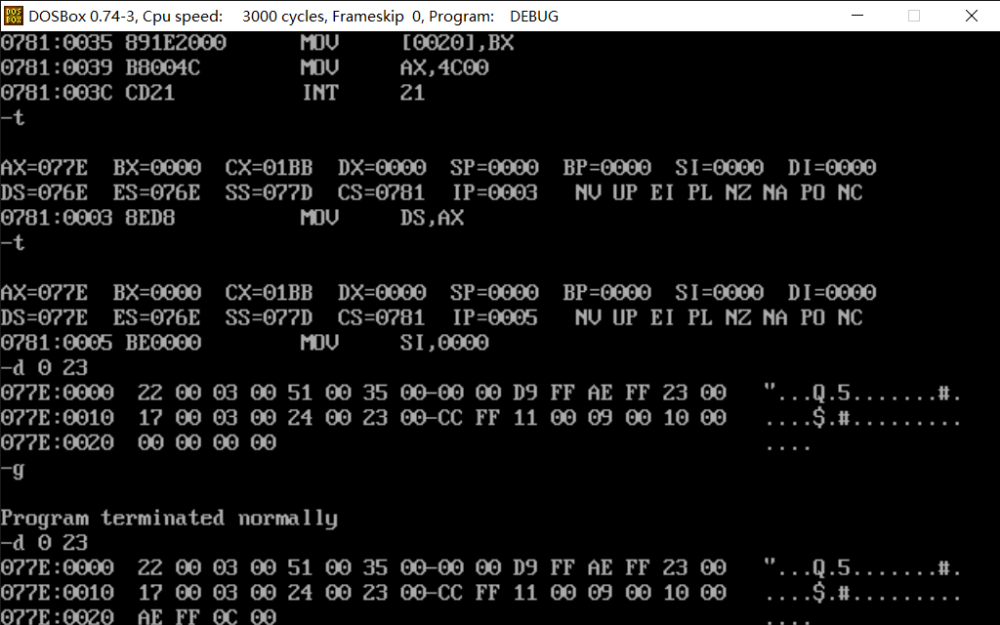 DOSBox 0.74-3, Cpu speed: 3000 cycles, Frameskip 0, Program: DEBUG
0781:0035 891E2000 MOV [0020],BX
0781:0039 B8004C MOV AX,4C00
0781:003C CD21 INT 21
-t
AX=077E BX=0000 CX=01BB DX=0000 SP=0000 BP=0000 SI=0000 DI=0000
DS=076E ES=076E SS=077D CS=0781 IP=0003 NV UP EI PL NZ NA PO NC
0781:0003 8ED8 MOV DS,AX
-t
AX=077E BX=0000 CX=01BB DX=0000 SP=0000 BP=0000 SI=0000 DI=0000
DS=077E ES=076E SS=077D CS=0781 IP=0005 NV UP EI PL NZ NA PO NC
0781:0005 BE0000 MOV SI,0000
-d 0 23
077E:0000 22 00 03 00 51 00 35 00-00 00 D9 FF AE FF 23 00 "...Q.5.......#.
077E:0010 17 00 03 00 24 00 23 00-CC FF 11 00 09 00 10 00 ....$.#.........
077E:0020 00 00 00 00 ....
-g
Program terminated normally
-d 0 23
077E:0000 22 00 03 00 51 00 35 00-00 00 D9 FF AE FF 23 00 "...Q.5.......#.
077E:0010 17 00 03 00 24 00 23 00-CC FF 11 00 09 00 10 00 ....$.#.........
077E:0020 AE FF 0C 00 ....